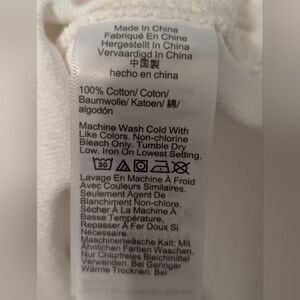 Made In China
Fabriqué En Chine
Hergestellt In China
Vervaardigd In China
中国製
hecho en china
100% Cotton/ Coton/
Baumwolle/ Katoen/ 綿/
algodón
Machine Wash Cold With
Like Colors. Non-chlorine
Bleach Only. Tumble Dry
Low. Iron On Lowest Setting.
30
Lavage En Machine À Froid
Avec Couleurs Similaires.
Seulement Agent De
Blanchiment Non-chlore.
Sécher À La Machine À
Basse Température.
Repasser À Fer Doux Si
Nécessaire.
Maschinenwäsche Kalt; Mit
Ähnlichen Farben Waschen.
Nur Chlorfreies Bleichmittel
Verwenden. Bei Geringer
Wärme Trocknen. Bei